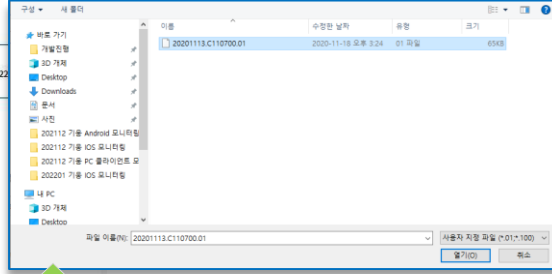 구성 새 폴더
이름 수정한 날짜 유형 크기
20201113.C110700.01 2020-11-18 오후 3:24 01 파일 65KB
22
바로 가기
개발진행
3D 개체
Desktop
Downloads
문서
사진
202112 기용 Android 모니터링
202112 기용 IOS 모니터링
202112 기용 PC 클라이언트 모
202201 기용 IOS 모니터링
내 PC
3D 개체
Desktop
파일 이름(N): 20201113.C110700.01 사용자 지정 파일 (*.01;*.100)
열기(O) 취소